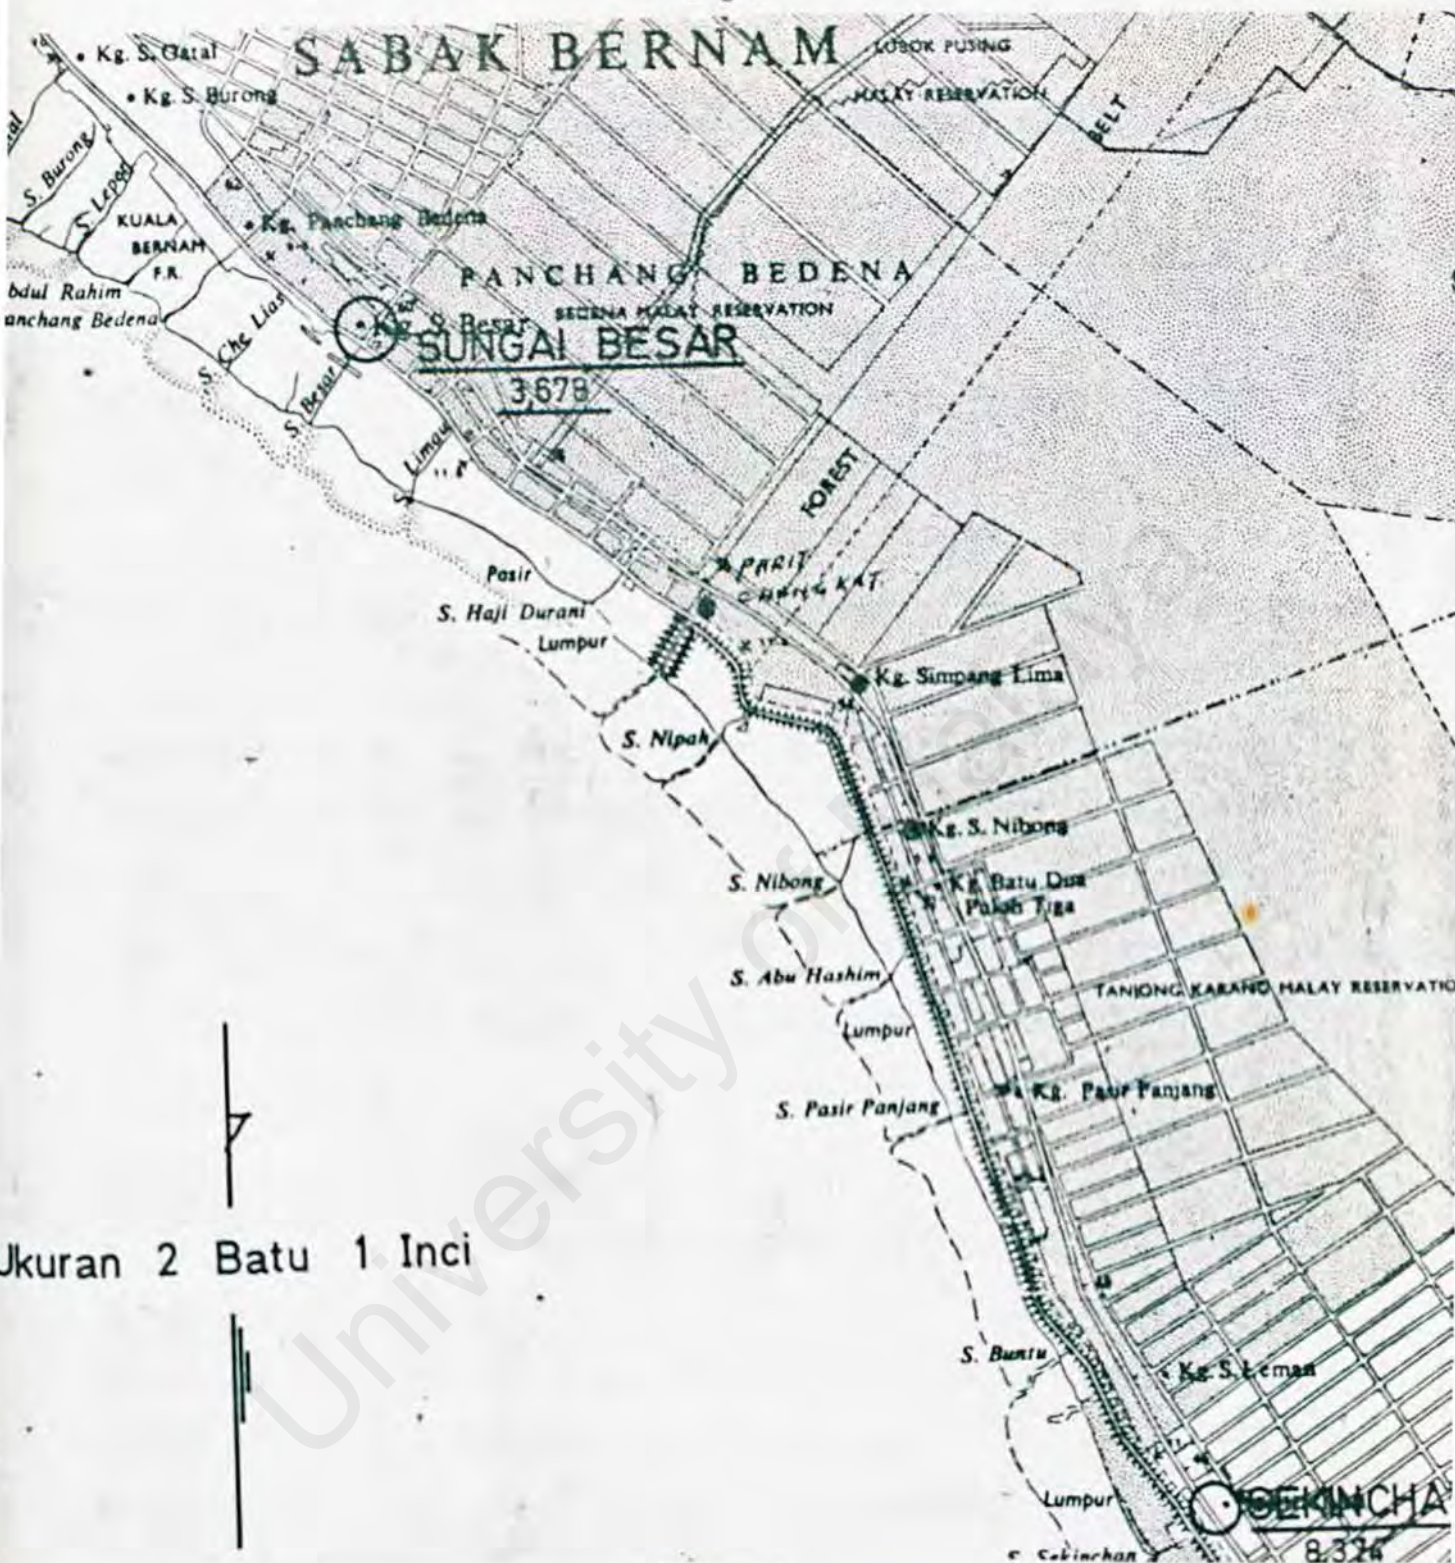 SABAK BERNAM
LUBOK PUSING
MALAY RESERVATION
BELT
Kg. S. Gatal
Kg. S. Burong
S. Burong
S. Lepon
KUALA
BERNAM
F.R.
Kg. Panchang Bedena
PANCHANG BEDENA
BEDENA MALAY RESERVATION
bdul Rahim
anchang Bedena
S. Che Lias
Kg. S. Besar
SUNGAI BESAR
3,678
S. Besar
S. Limau
FOREST
PARIT
Pasir
S. Haji Durani
Lumpur
Kg. Simpang Lima
S. Nipah
Kg. S. Nibong
S. Nibong
Kg. Batu Dua
Puloh Tiga
S. Abu Hashim
TANJONG KARANG MALAY RESERVATIO
Lumpur
Kg. Pasir Panjang
S. Pasir Panjang
Ukuran 2 Batu 1 Inci
S. Buntu
Kg. S. Leman
Lumpur
SEKINCHA
8,376
University of Malaya